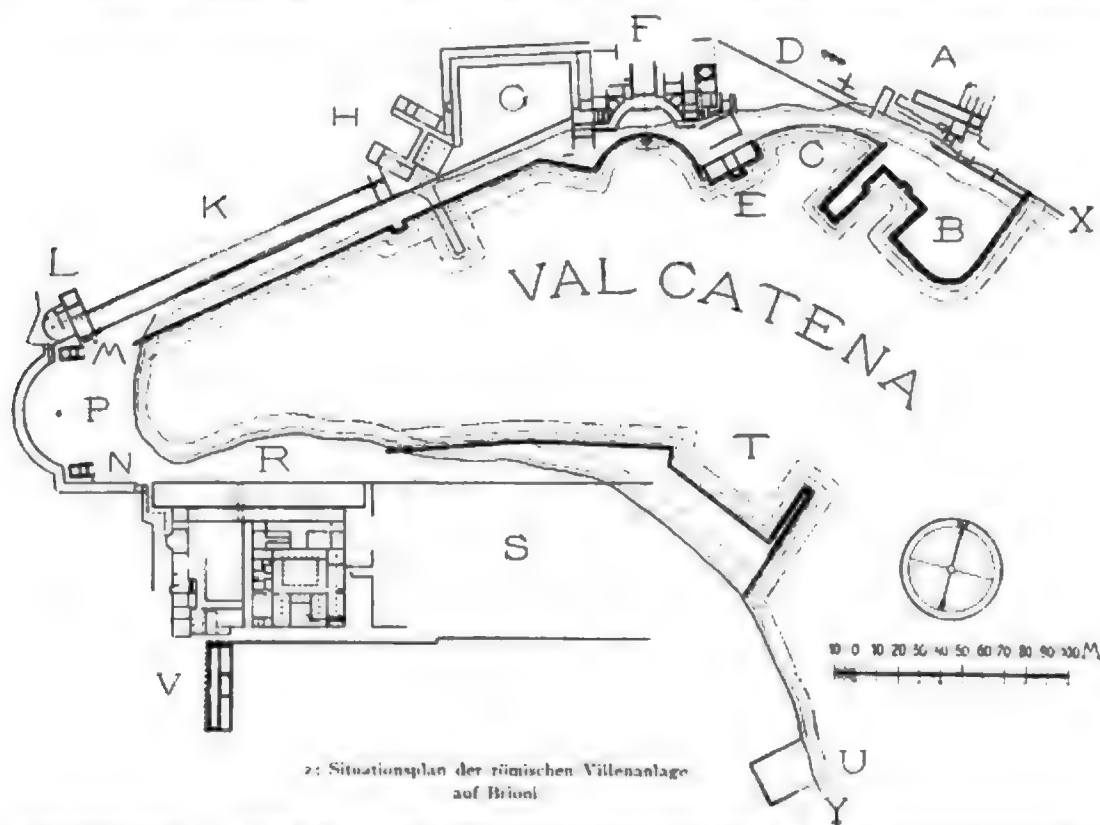 F
D
A
G
H
C
E
B
K
X
L
VAL CATENA
M
P
T
N
R
S
10 0 10 20 30 40 50 60 70 80 90 100 M
V
U
2: Situationsplan der römischen Villenanlage
auf Brioni
Y